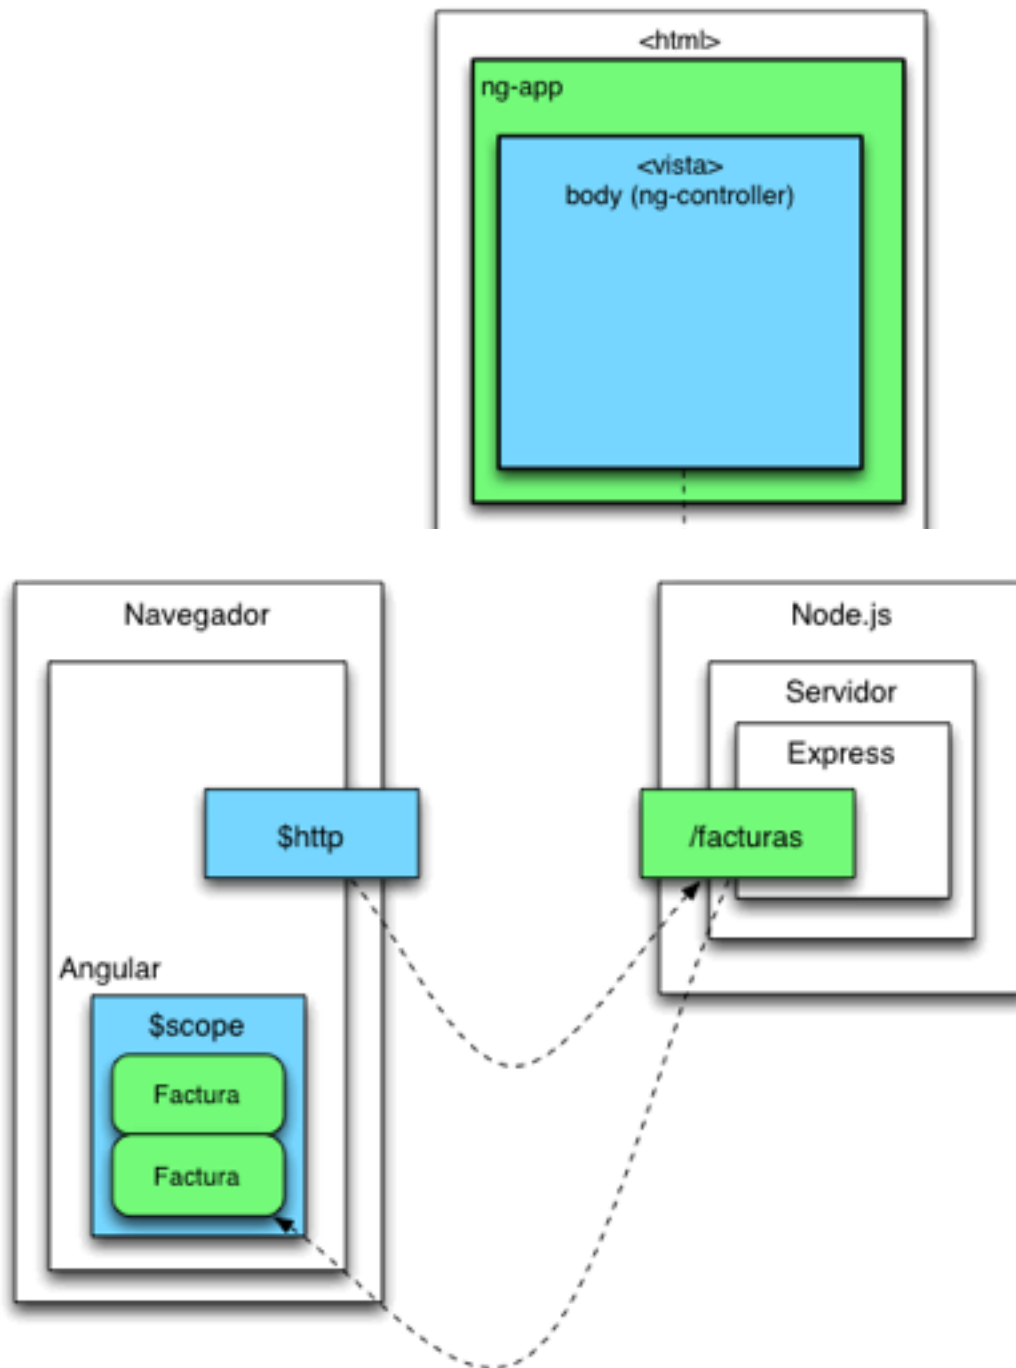 <html>
ng-app
<vista>
body (ng-controller)
Navegador
Node.js
Servidor
Express
$http
/facturas
Angular
$scope
Factura
Factura